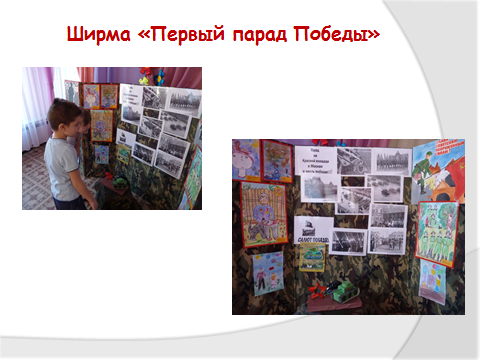 Ширма «Первый парад Победы»
Парад
на
Красной площади
в Москве
в честь победы!!!
САЛЮТ ПОБЕДЕ!